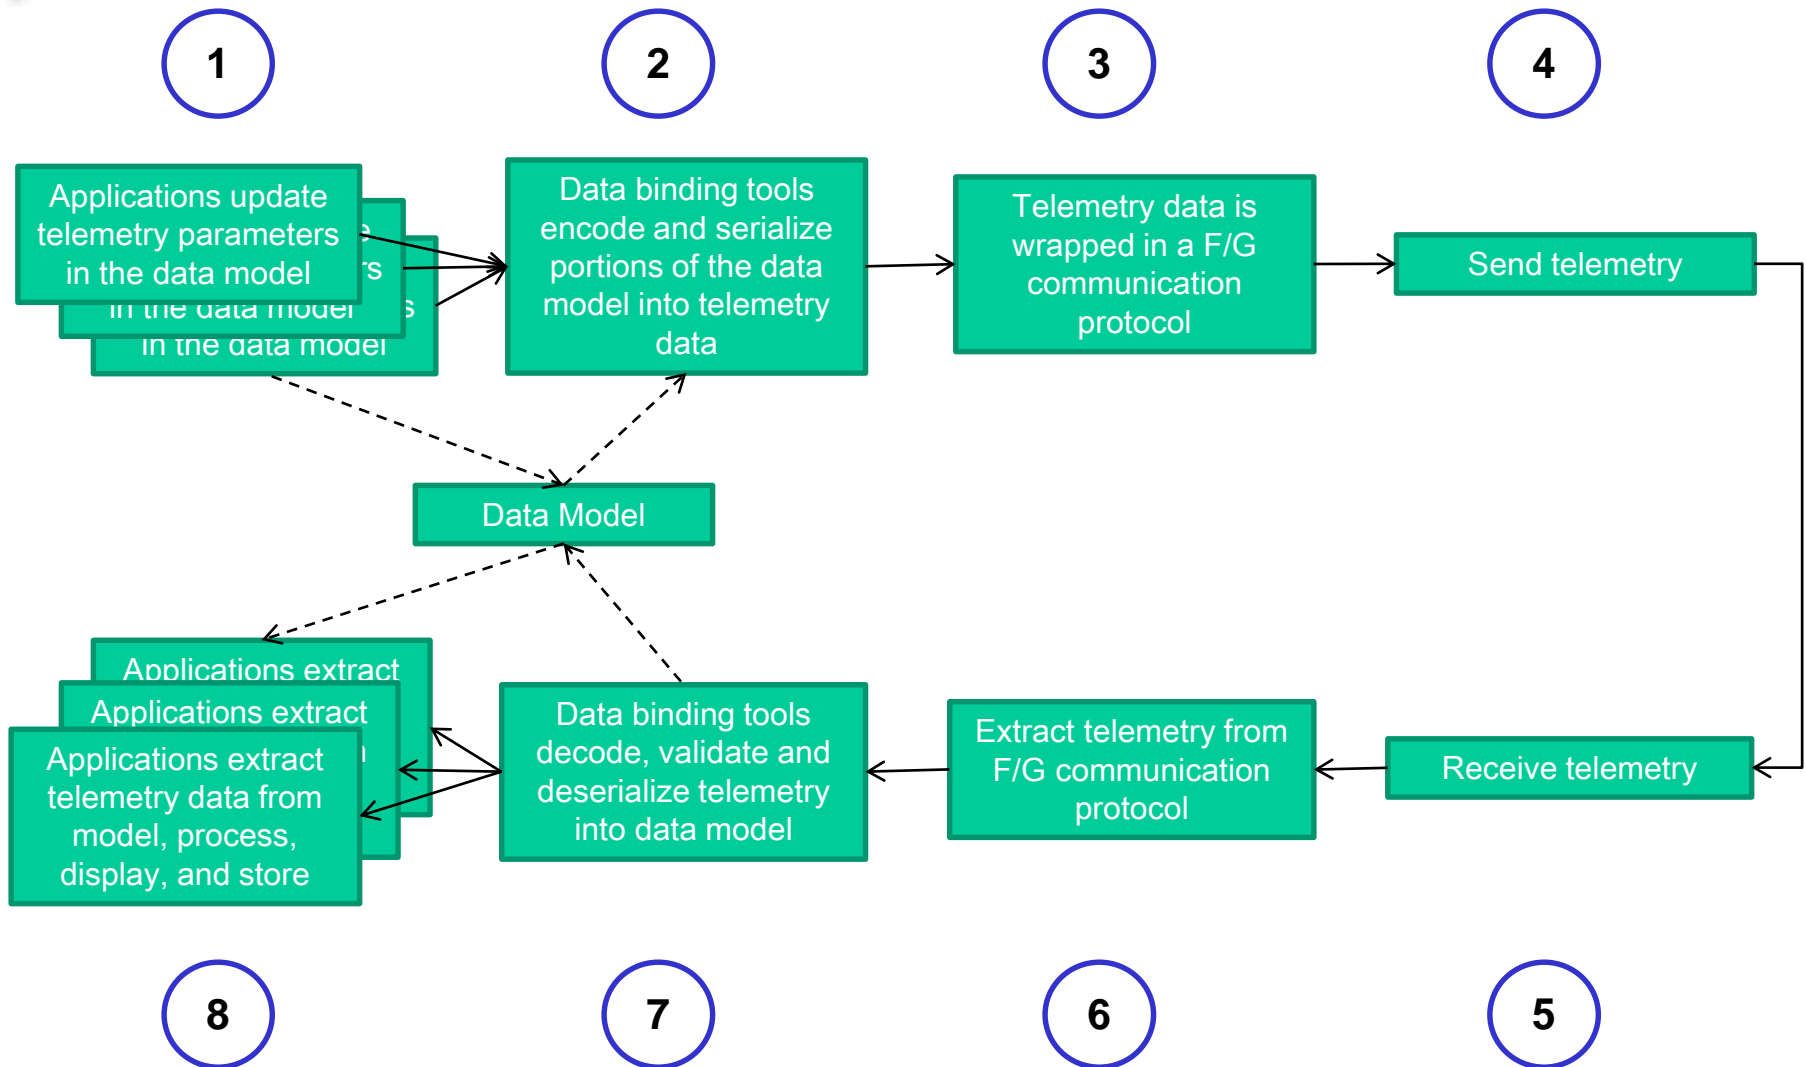 1
2
3
4
Applications update
telemetry parameters
in the data model
in the data model
in the data model
Data binding tools
encode and serialize
portions of the data
model into telemetry
data
Telemetry data is
wrapped in a F/G
communication
protocol
Send telemetry
Data Model
Applications extract
Applications extract
Applications extract
telemetry data from
model, process,
display, and store
Data binding tools
decode, validate and
deserialize telemetry
into data model
Extract telemetry from
F/G communication
protocol
Receive telemetry
8
7
6
5